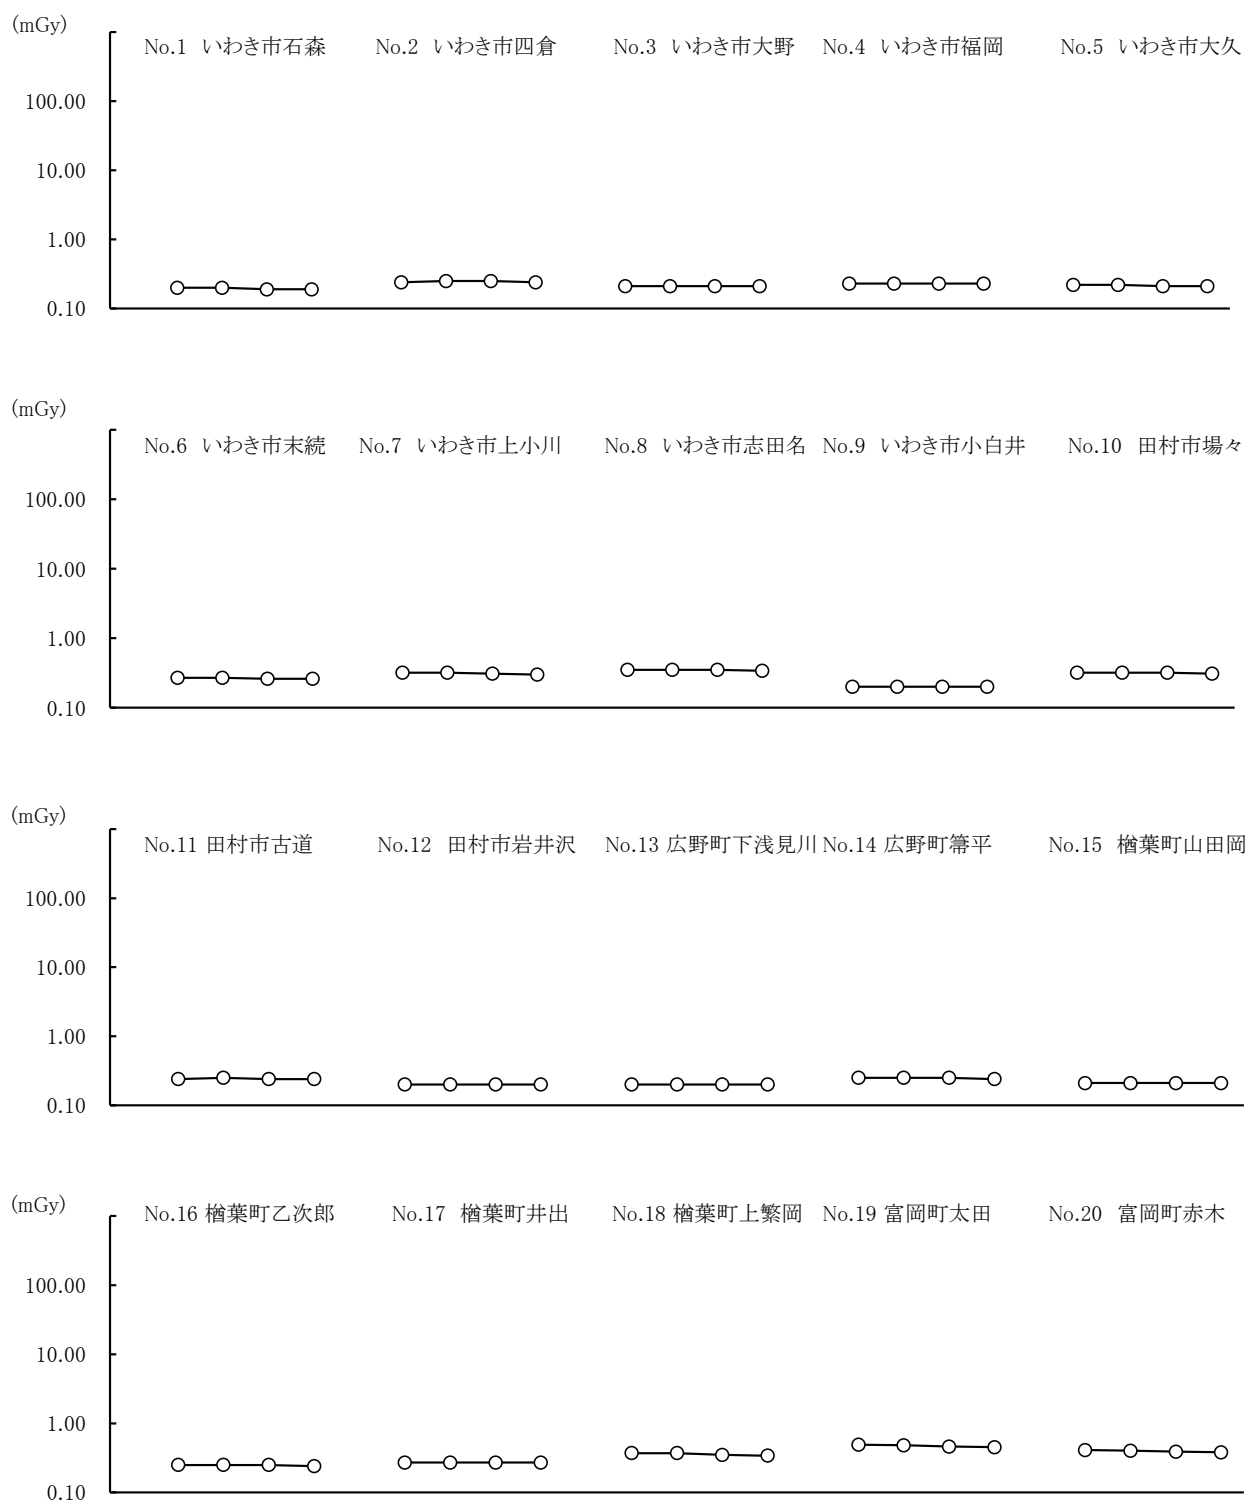 (mGy)
No.1 いわき市石森 No.2 いわき市四倉 No.3 いわき市大野 No.4 いわき市福岡 No.5 いわき市大久
100.00
10.00
1.00
0.10
(mGy)
No.6 いわき市末続 No.7 いわき市上小川 No.8 いわき市志田名 No.9 いわき市小白井 No.10 田村市場々
100.00
10.00
1.00
0.10
(mGy)
No.11 田村市古道 No.12 田村市岩井沢 No.13 広野町下浅見川 No.14 広野町箒平 No.15 楢葉町山田岡
100.00
10.00
1.00
0.10
(mGy)
No.16 楢葉町乙次郎 No.17 楢葉町井出 No.18 楢葉町上繁岡 No.19 富岡町太田 No.20 富岡町赤木
100.00
10.00
1.00
0.10